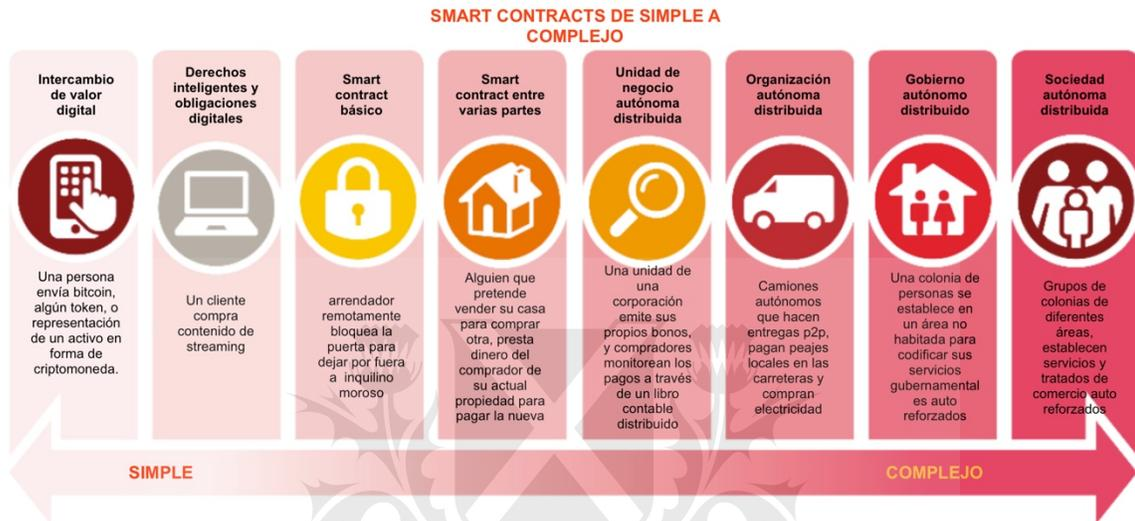 SMART CONTRACTS DE SIMPLE A
COMPLEJO
Intercambio
de valor
digital
Una persona
envía bitcoin,
algún token, o
representación
de un activo en
forma de
criptomoneda.
Derechos
inteligentes y
obligaciones
digitales
Un cliente
compra
contenido de
streaming
Smart
contract
básico
arrendador
remotamente
bloquea la
puerta para
dejar por fuera
a inquilino
moroso
Smart
contract entre
varias partes
Alguien que
pretende
vender su casa
para comprar
otra, presta
dinero del
comprador de
su actual
propiedad para
pagar la nueva
Unidad de
negocio
autónoma
distribuida
Una unidad de
una
corporación
emite sus
propios bonos,
y compradores
monitorean los
pagos a través
de un libro
contable
distribuido
Organización
autónoma
distribuida
Camiones
autónomos
que hacen
entregas p2p,
pagan peajes
locales en las
carreteras y
compran
electricidad
Gobierno
autónomo
distribuido
Una colonia de
personas se
establece en
un área no
habitada para
codificar sus
servicios
gubernamental
es auto
reforzados
Sociedad
autónoma
distribuida
Grupos de
colonias de
diferentes
áreas,
establecen
servicios y
tratados de
comercio auto
reforzados
SIMPLE
COMPLEJO